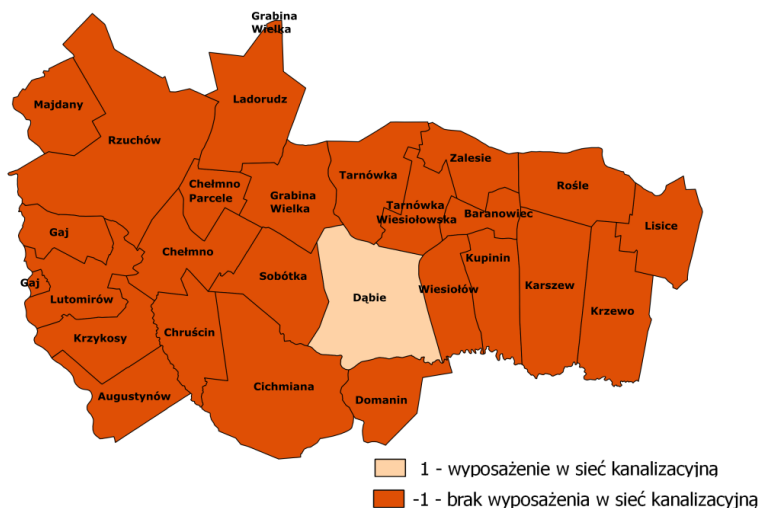 Grabina
Wielka
Majdany
Ladorudz
Rzuchów
Zalesie
Tarnówka
Chełmno
Parcele
Rośle
Grabina
Wielka
Tarnówka
Wiesiołowska
Baranowiec
Lisice
Gaj
Chełmno
Kupinin
Sobótka
Gaj
Wiesiołów
Karszew
Lutomirów
Dąbie
Krzewo
Chruścin
Krzykosy
Cichmiana
Augustynów
Domanin
1 - wyposażenie w sieć kanalizacyjną
-1 - brak wyposażenia w sieć kanalizacyjną